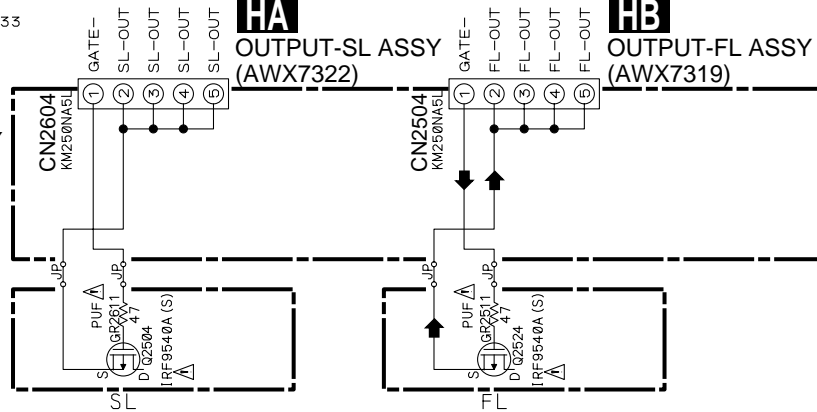 33
HA
OUTPUT-SL ASSY
(AWX7322)
GATE-
SL-OUT
SL-OUT
SL-OUT
SL-OUT
1 2 3 4 5
CN2604
KM250NA5L
HB
OUTPUT-FL ASSY
(AWX7319)
GATE-
FL-OUT
FL-OUT
FL-OUT
FL-OUT
1 2 3 4 5
CN2504
KM250NA5L
JP
JP
PUF
GR2611
47
Q2504
IRF9540A(S)
S
D
SL
JP
JP
PUF
GR2511
47
Q2524
IRF9540A(S)
S
D
FL